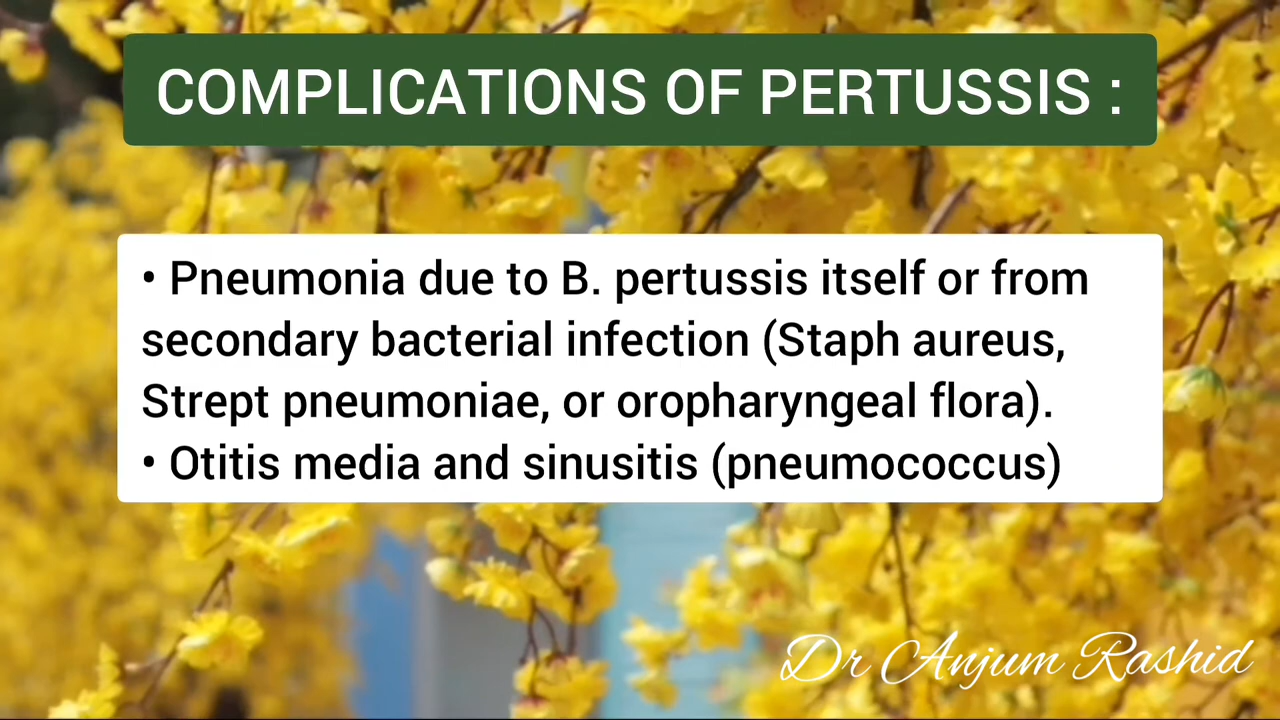 COMPLICATIONS OF PERTUSSIS :
• Pneumonia due to B. pertussis itself or from
secondary bacterial infection (Staph aureus,
Strept pneumoniae, or oropharyngeal flora).
• Otitis media and sinusitis (pneumococcus)
Dr Anjum Rashid